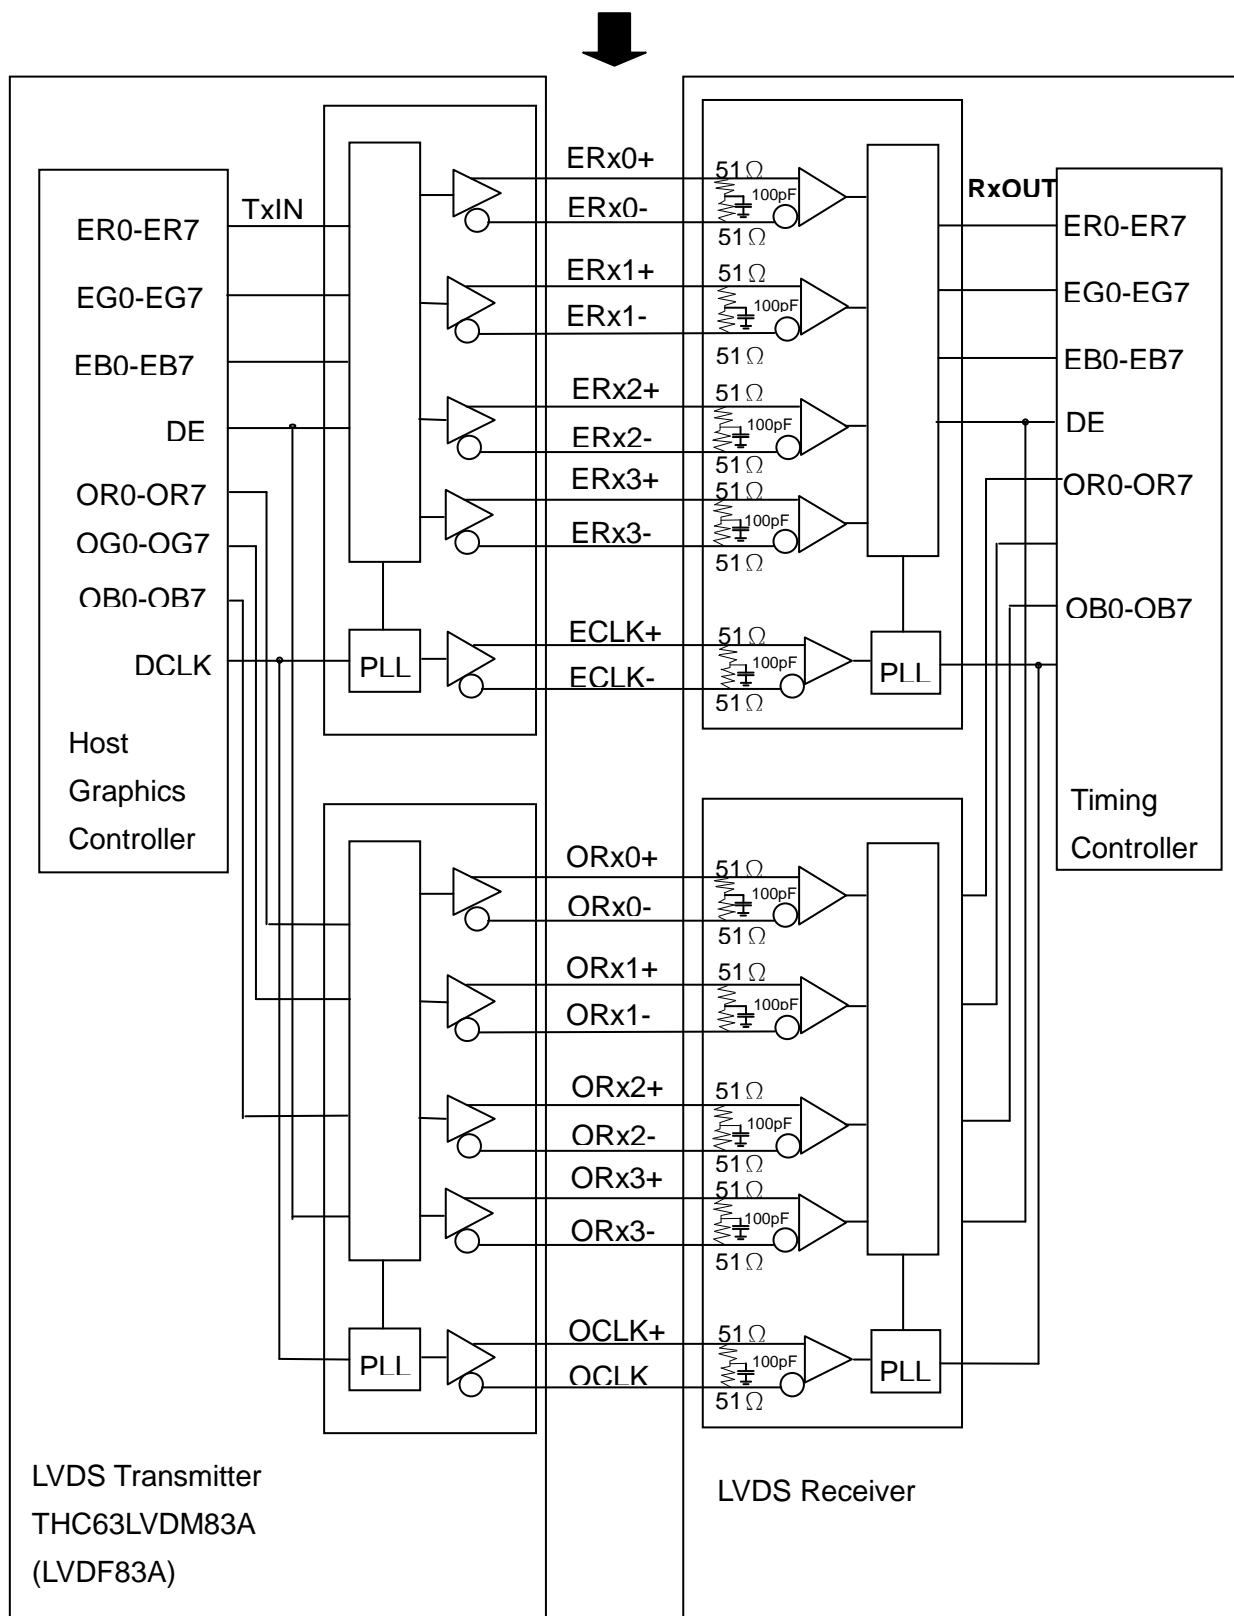 ER0-ER7
EG0-EG7
EB0-EB7
DE
OR0-OR7
OG0-OG7
OB0-OB7
DCLK
Host
Graphics
Controller
TxIN
PLL
PLL
ERx0+
ERx0-
ERx1+
ERx1-
ERx2+
ERx2-
ERx3+
ERx3-
ECLK+
ECLK-
ORx0+
ORx0-
ORx1+
ORx1-
ORx2+
ORx2-
ORx3+
ORx3-
OCLK+
OCLK
51Ω
100pF
51Ω
51Ω
100pF
51Ω
51Ω
100pF
51Ω
51Ω
100pF
51Ω
51Ω
100pF
51Ω
51Ω
100pF
51Ω
51Ω
100pF
51Ω
51Ω
100pF
51Ω
51Ω
100pF
51Ω
51Ω
100pF
51Ω
PLL
PLL
RxOUT
ER0-ER7
EG0-EG7
EB0-EB7
DE
OR0-OR7
OB0-OB7
Timing
Controller
LVDS Transmitter
THC63LVDM83A
(LVDF83A)
LVDS Receiver